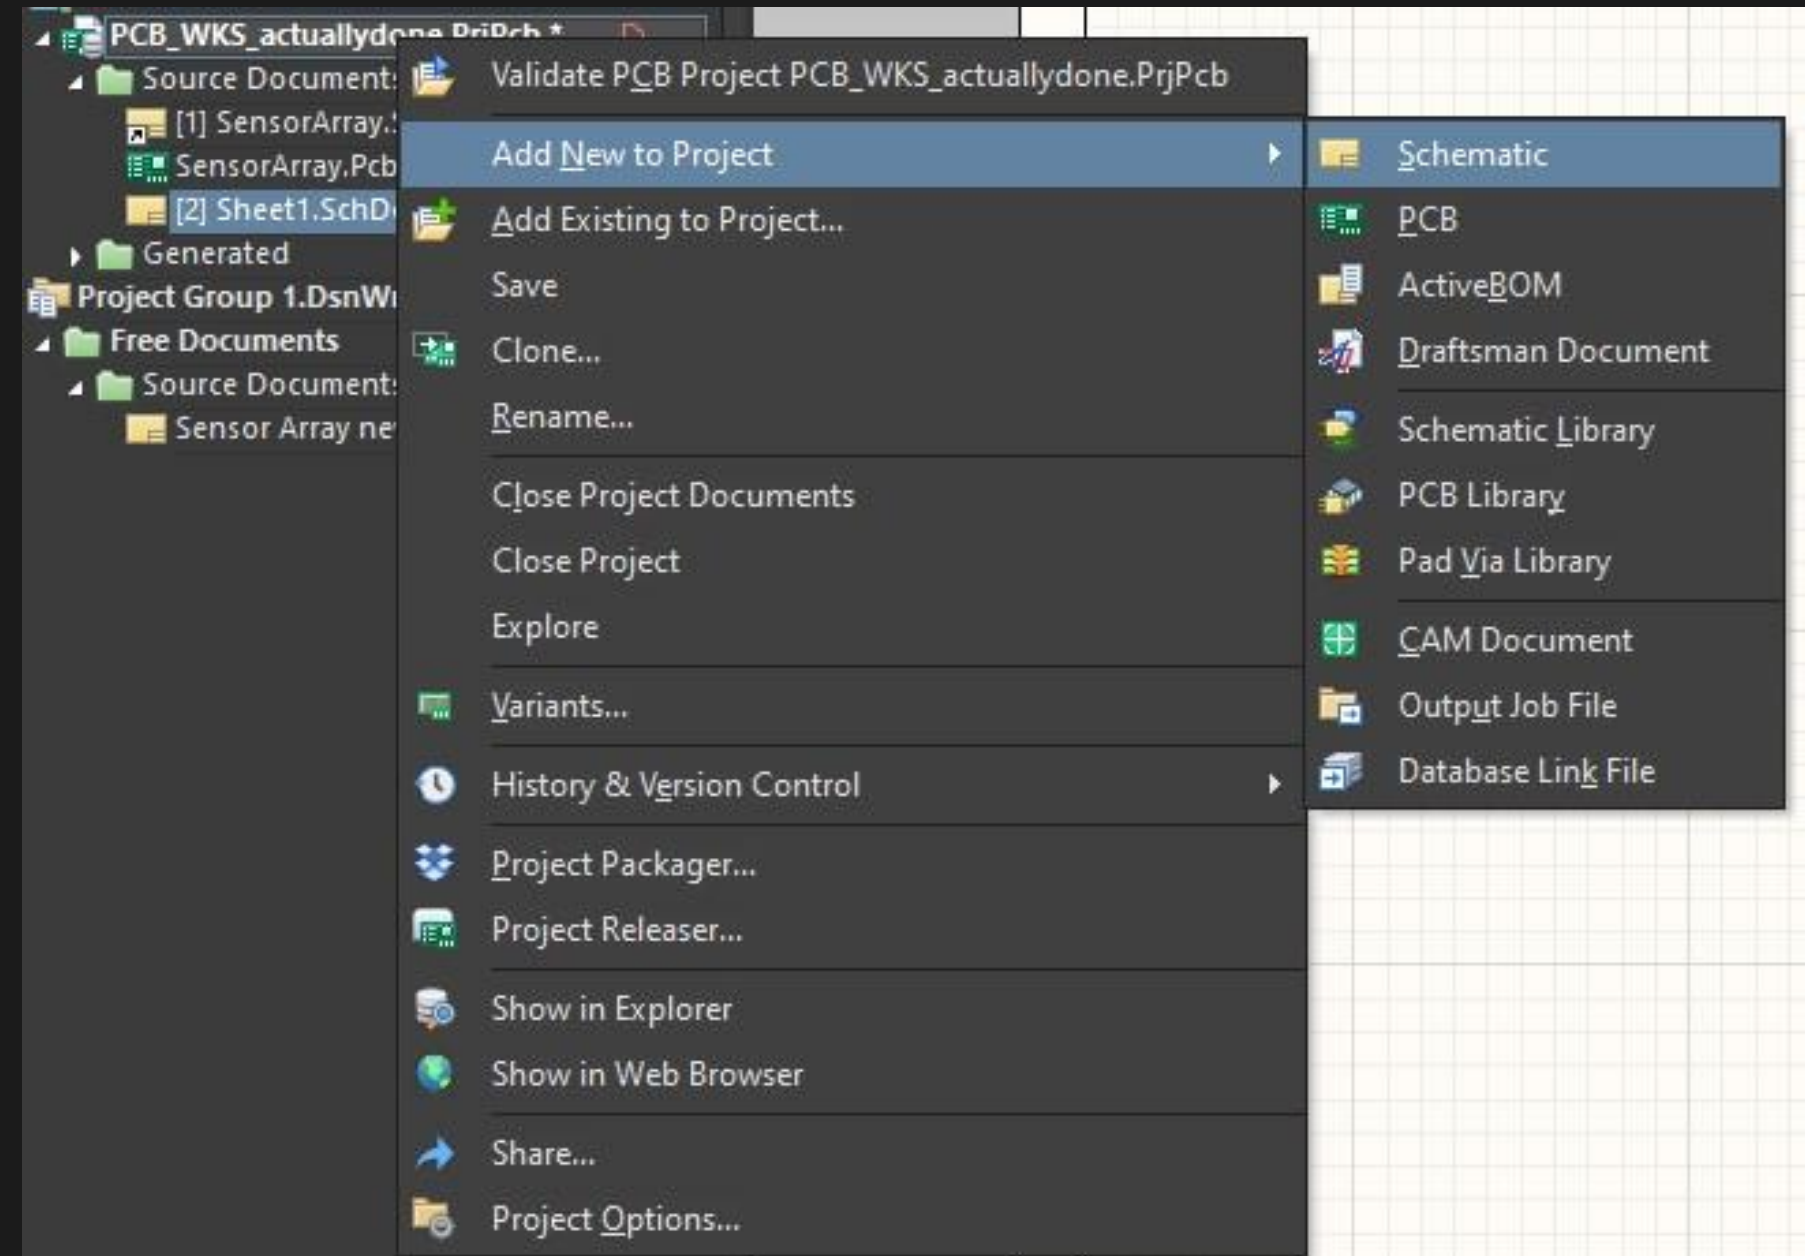 PCB_WKS_actuallydone.PrjPcb *
Source Documents
[1] SensorArray.
SensorArray.Pcb
[2] Sheet1.SchD
Generated
Project Group 1.DsnWr
Free Documents
Source Documents
Sensor Array ne
Validate PCB Project PCB_WKS_actuallydone.PrjPcb
Add New to Project
Add Existing to Project...
Save
Clone...
Rename...
Close Project Documents
Close Project
Explore
Variants...
History & Version Control
Project Packager...
Project Releaser...
Show in Explorer
Show in Web Browser
Share...
Project Options...
Schematic
PCB
ActiveBOM
Draftsman Document
Schematic Library
PCB Library
Pad Via Library
CAM Document
Output Job File
Database Link File